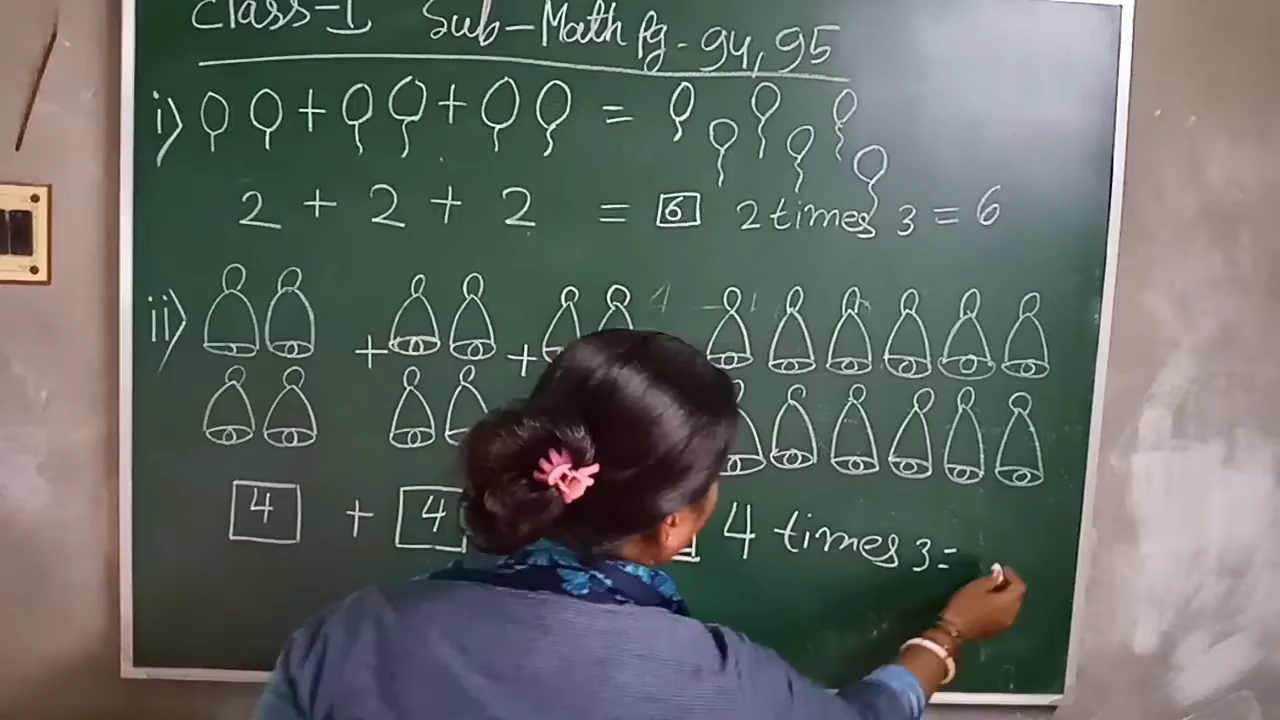 Class-I Sub-Math Pg-94,95
i) + + =
2 + 2 + 2 = 6 2 times 3 = 6
ii) + + 4
4 + 4 4 times 3=